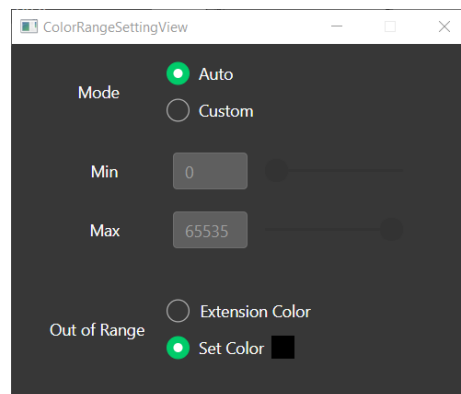 ColorRangeSettingView
Mode
Auto
Custom
Min
0
Max
65535
Out of Range
Extension Color
Set Color